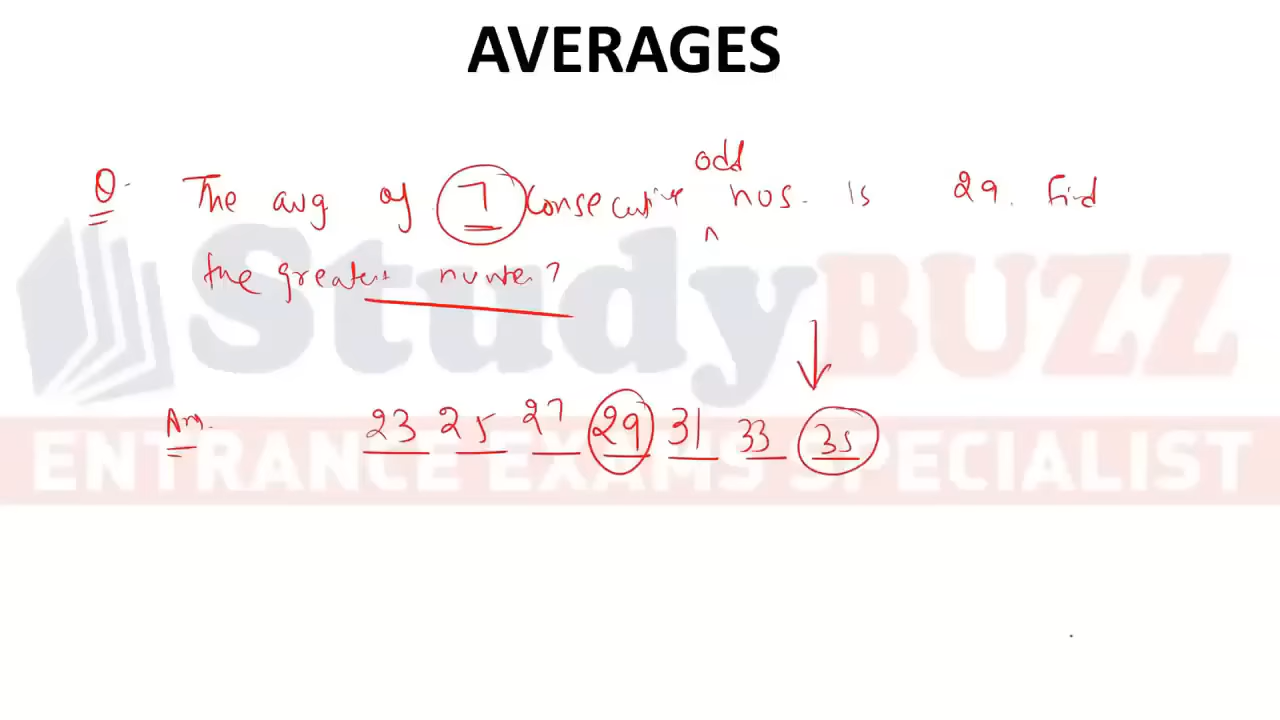 AVERAGES
odd
Q. The avg of 7 Consecutive nos. is 29. Find
the greatest number?
StudyBUZZ
Ans. 23 25 27 29 31 33 35
ENTRANCE EXAMS SPECIALIST